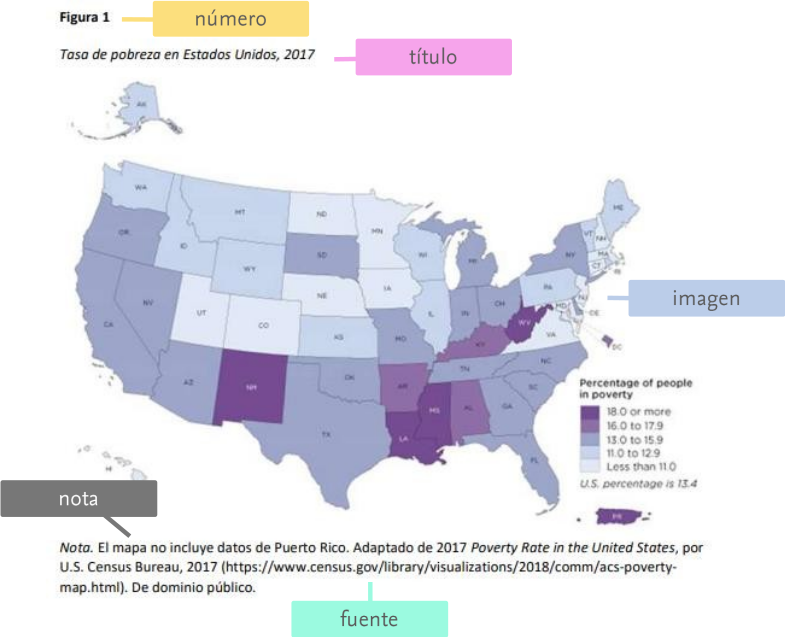 Figura 1
número
Tasa de pobreza en Estados Unidos, 2017
título
AK
WA
MT
ND
MN
ME
OR
ID
SD
WI
MI
VT
NH
NY
MA
CT
RI
WY
IA
NE
PA
NJ
imagen
NV
UT
CO
IL
IN
OH
MD
DE
CA
KS
MO
KY
WV
VA
DC
AZ
NM
OK
AR
TN
NC
SC
TX
LA
MS
AL
GA
FL
HI
Percentage of people
in poverty
18.0 or more
16.0 to 17.9
13.0 to 15.9
11.0 to 12.9
Less than 11.0
U.S. percentage is 13.4
PR
nota
Nota. El mapa no incluye datos de Puerto Rico. Adaptado de 2017 Poverty Rate in the United States, por
U.S. Census Bureau, 2017 (https://www.census.gov/library/visualizations/2018/comm/acs-poverty-
map.html). De dominio público.
fuente